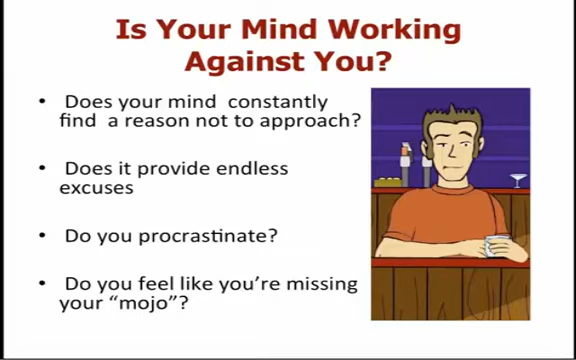 Is Your Mind Working
Against You?
• Does your mind constantly
find a reason not to approach?
• Does it provide endless
excuses
• Do you procrastinate?
• Do you feel like you're missing
your “mojo”?